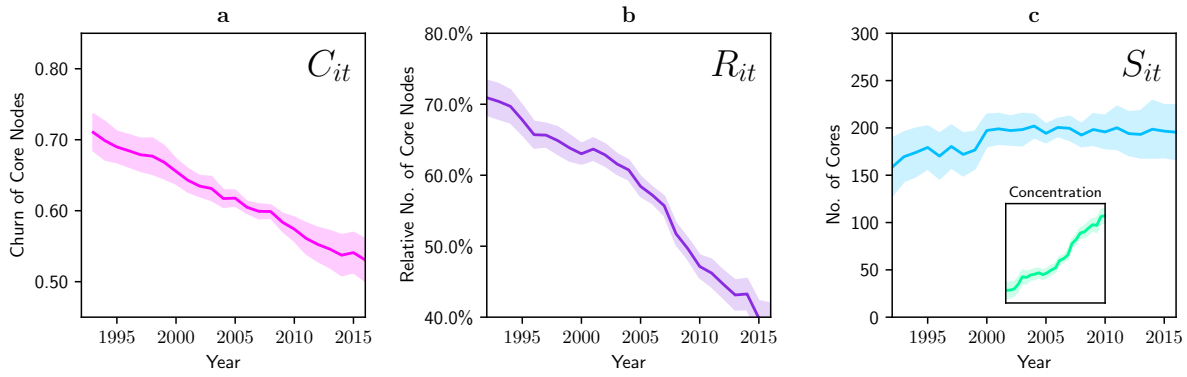 a
C_it
0.80
0.70
0.60
0.50
Churn of Core Nodes
1995
2000
2005
2010
2015
Year
b
R_it
80.0%
70.0%
60.0%
50.0%
40.0%
Relative No. of Core Nodes
1995
2000
2005
2010
2015
Year
c
S_it
300
250
200
150
100
50
0
No. of Cores
Concentration
1995
2000
2005
2010
2015
Year